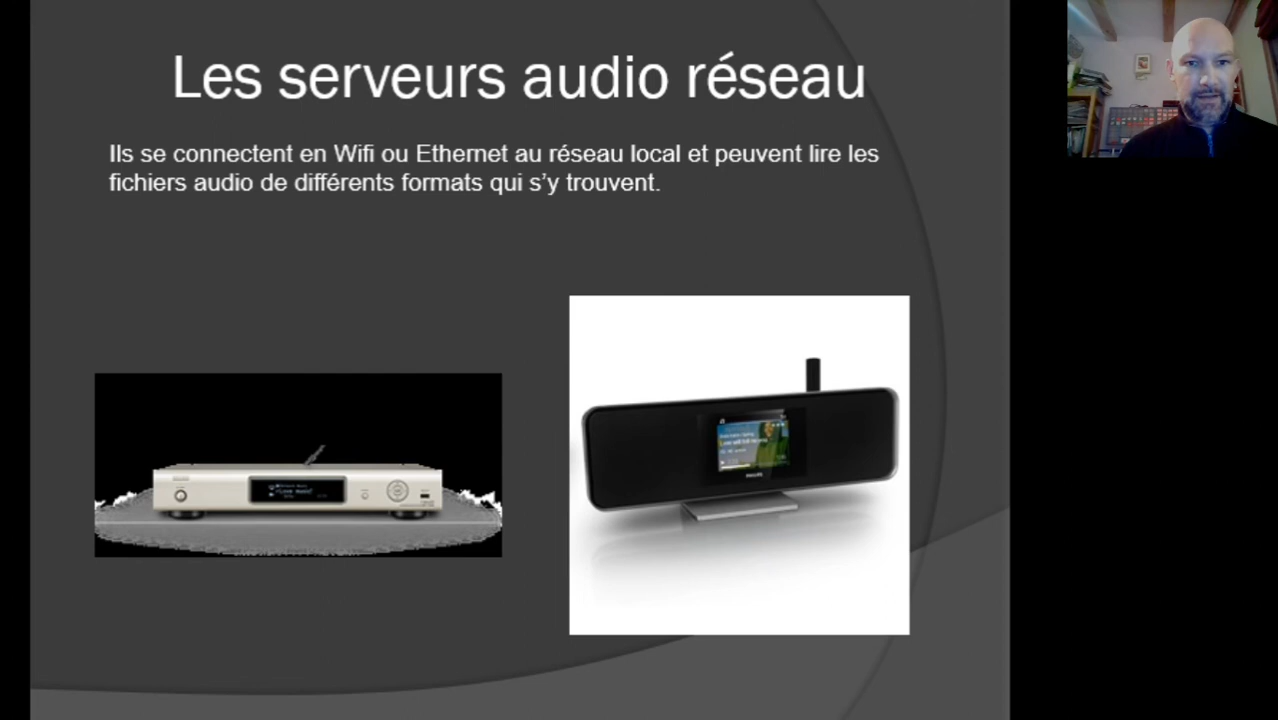 Les serveurs audio réseau
Ils se connectent en Wifi ou Ethernet au réseau local et peuvent lire les
fichiers audio de différents formats qui s’y trouvent.
PHILIPS